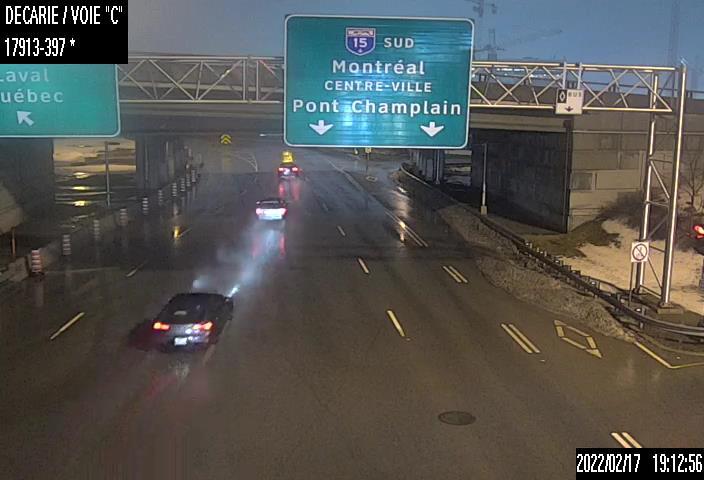 DECARIE / VOIE "C"
17913-397 *
Laval
Québec
15 SUD
Montréal
CENTRE-VILLE
Pont Champlain
BUS
2022/02/17 19:12:56